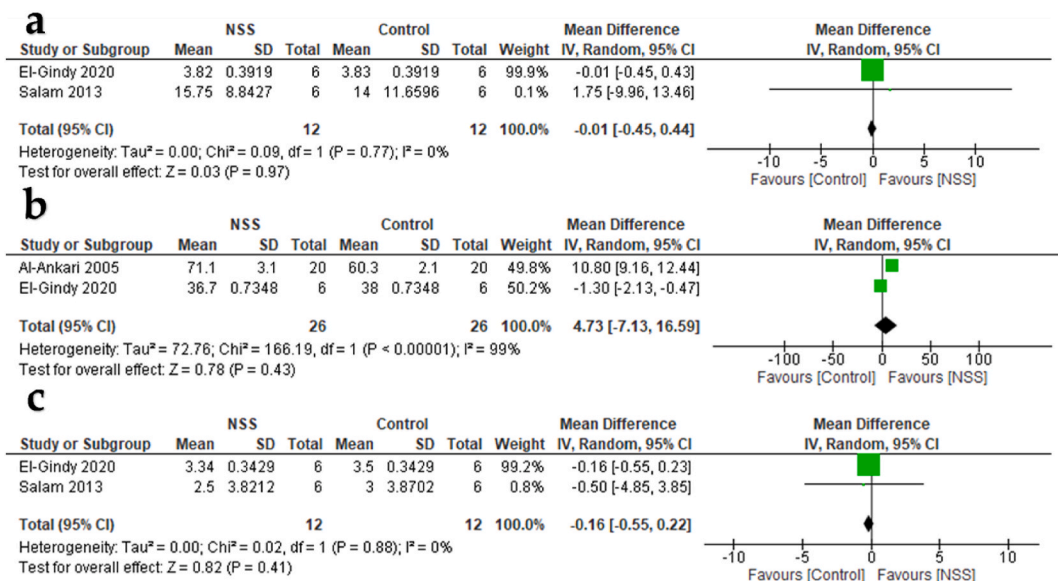 a
NSS Control Mean Difference Mean Difference
Study or Subgroup Mean SD Total Mean SD Total Weight IV, Random, 95% CI IV, Random, 95% CI
El-Gindy 2020 3.82 0.3919 6 3.83 0.3919 6 99.9% -0.01 [-0.45, 0.43]
Salam 2013 15.75 8.8427 6 14 11.6596 6 0.1% 1.75 [-9.96, 13.46]
Total (95% CI) 12 12 100.0% -0.01 [-0.45, 0.44]
Heterogeneity: Tau² = 0.00; Chi² = 0.09, df = 1 (P = 0.77); I² = 0%
Test for overall effect: Z = 0.03 (P = 0.97)
-10 -5 0 5 10
Favours [Control] Favours [NSS]
b
NSS Control Mean Difference Mean Difference
Study or Subgroup Mean SD Total Mean SD Total Weight IV, Random, 95% CI IV, Random, 95% CI
Al-Ankari 2005 71.1 3.1 20 60.3 2.1 20 49.8% 10.80 [9.16, 12.44]
El-Gindy 2020 36.7 0.7348 6 38 0.7348 6 50.2% -1.30 [-2.13, -0.47]
Total (95% CI) 26 26 100.0% 4.73 [-7.13, 16.59]
Heterogeneity: Tau² = 72.76; Chi² = 166.19, df = 1 (P < 0.00001); I² = 99%
Test for overall effect: Z = 0.78 (P = 0.43)
-100 -50 0 50 100
Favours [Control] Favours [NSS]
c
NSS Control Mean Difference Mean Difference
Study or Subgroup Mean SD Total Mean SD Total Weight IV, Random, 95% CI IV, Random, 95% CI
El-Gindy 2020 3.34 0.3429 6 3.5 0.3429 6 99.2% -0.16 [-0.55, 0.23]
Salam 2013 2.5 3.8212 6 3 3.8702 6 0.8% -0.50 [-4.85, 3.85]
Total (95% CI) 12 12 100.0% -0.16 [-0.55, 0.22]
Heterogeneity: Tau² = 0.00; Chi² = 0.02, df = 1 (P = 0.88); I² = 0%
Test for overall effect: Z = 0.82 (P = 0.41)
-10 -5 0 5 10
Favours [Control] Favours [NSS]